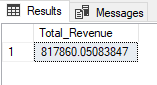 Results Messages
Total_Revenue
1 817860.05083847